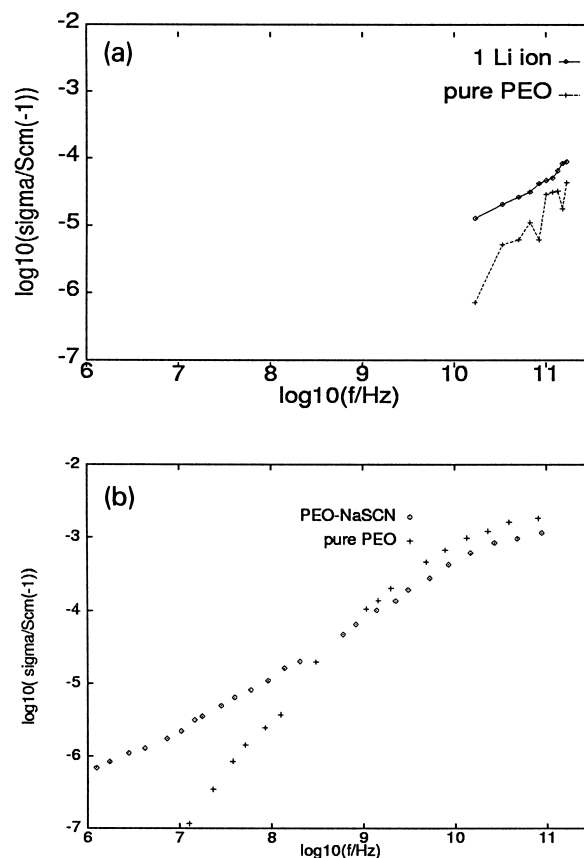 (a)
1 Li ion
pure PEO
log10(sigma/Scm(-1))
-2
-3
-4
-5
-6
-7
6 7 8 9 10 11
log10(f/Hz)
(b)
PEO-NaSCN
pure PEO
log10( sigma/Scm(-1))
-2
-3
-4
-5
-6
-7
6 7 8 9 10 11
log10(f/Hz)